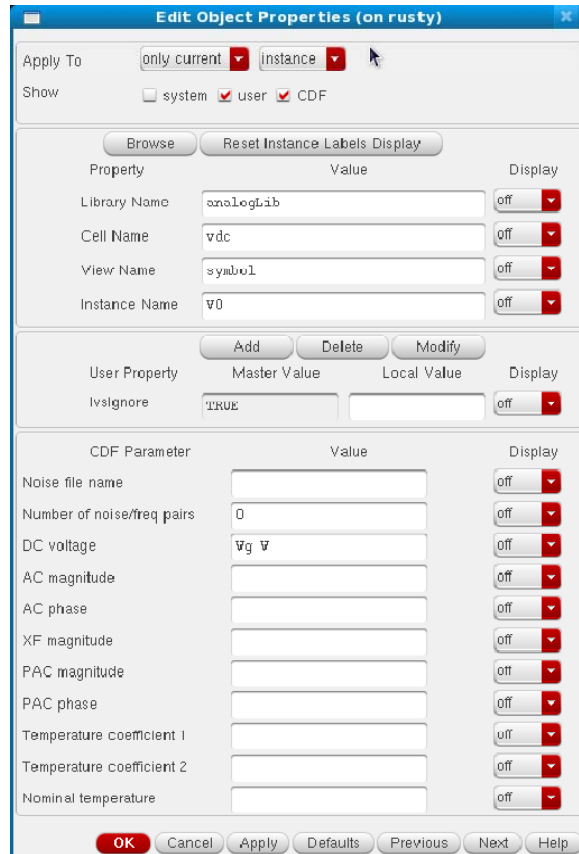 Edit Object Properties (on rusty)
Apply To only current instance
Show system user CDF
Browse Reset Instance Labels Display
Property Value Display
Library Name analogLib off
Cell Name vdc off
View Name symbol off
Instance Name V0 off
Add Delete Modify
User Property Master Value Local Value Display
lvsIgnore TRUE off
CDF Parameter Value Display
Noise file name off
Number of noise/freq pairs 0 off
DC voltage Vg V off
AC magnitude off
AC phase off
XF magnitude off
PAC magnitude off
PAC phase off
Temperature coefficient 1 off
Temperature coefficient 2 off
Nominal temperature off
OK Cancel Apply Defaults Previous Next Help